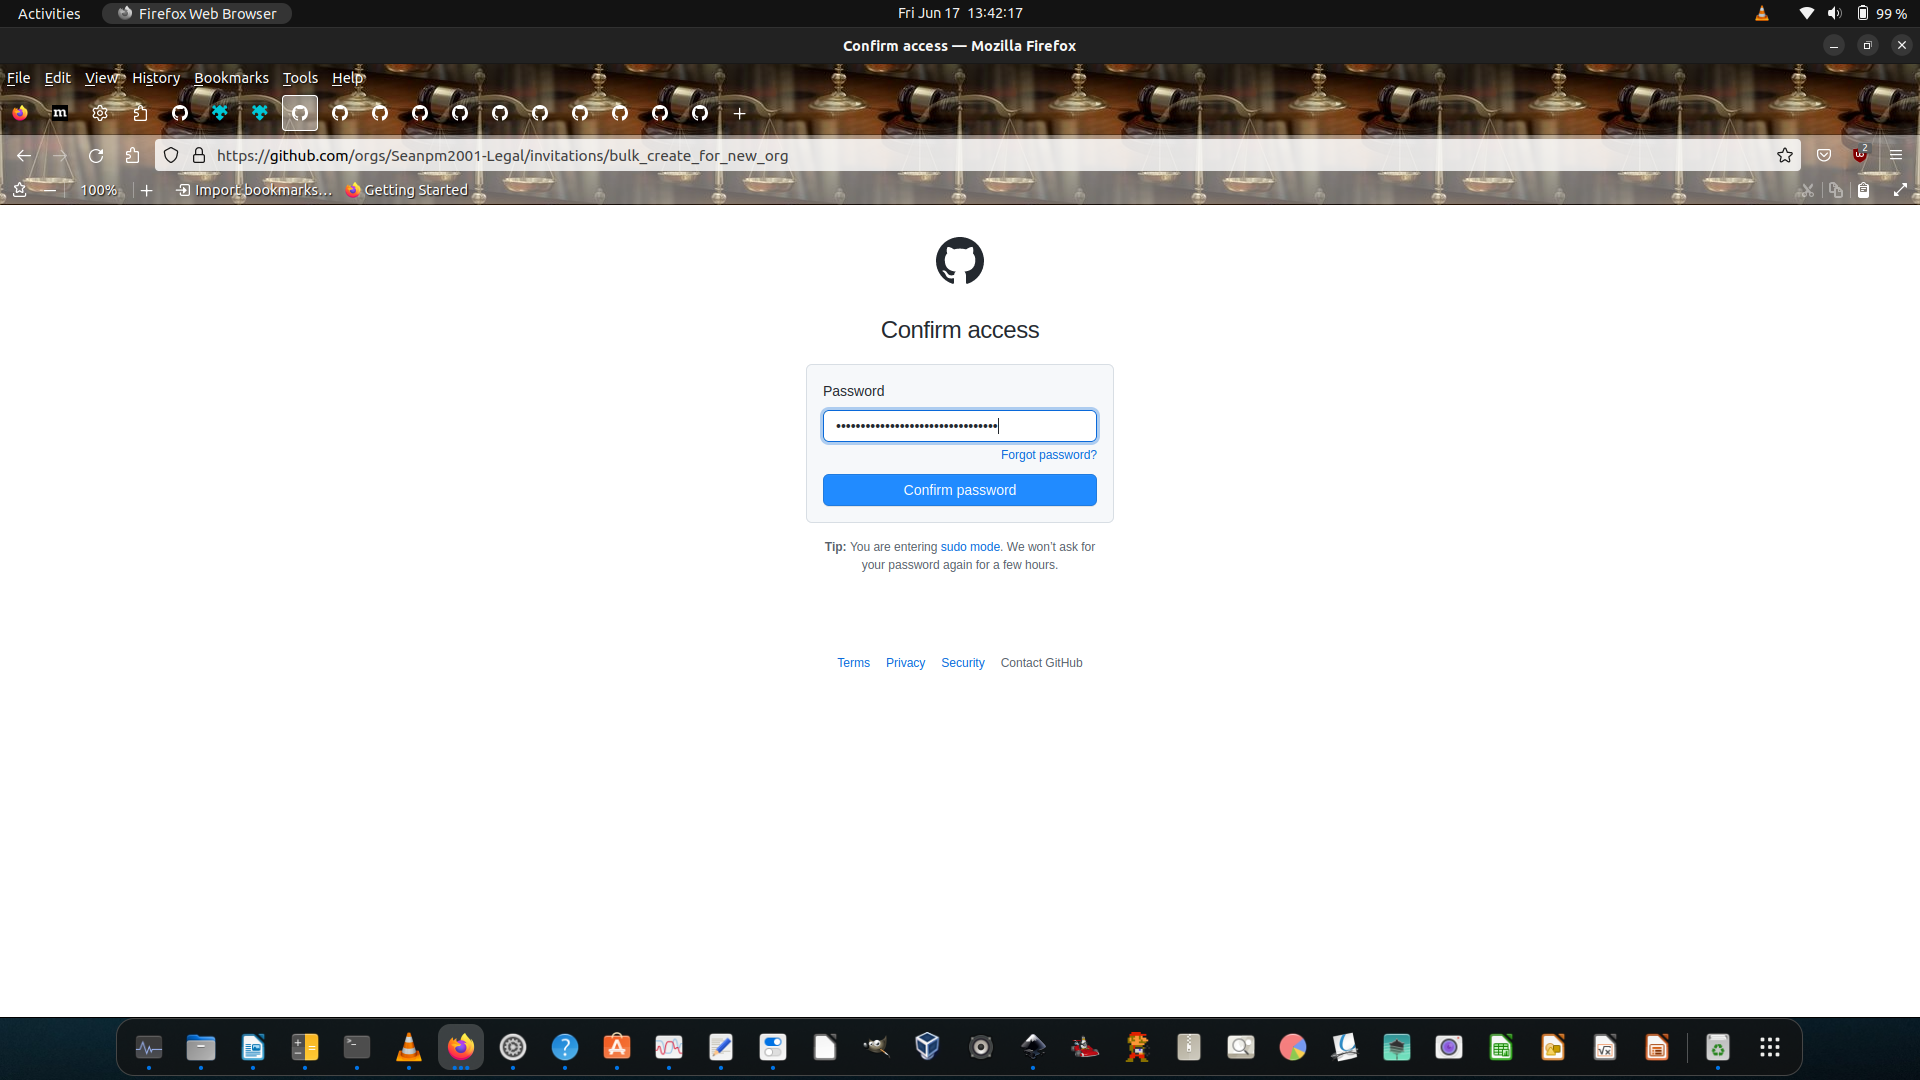 Activities
Firefox Web Browser
Fri Jun 17 13:42:17
99 %
Confirm access — Mozilla Firefox
File Edit View History Bookmarks Tools Help
m
https://github.com/orgs/Seanpm2001-Legal/invitations/bulk_create_for_new_org
2
100%
Import bookmarks…
Getting Started
Confirm access
Password
•••••••••••••••••••••••••••••••••
Forgot password?
Confirm password
Tip: You are entering sudo mode. We won't ask for
your password again for a few hours.
Terms Privacy Security Contact GitHub